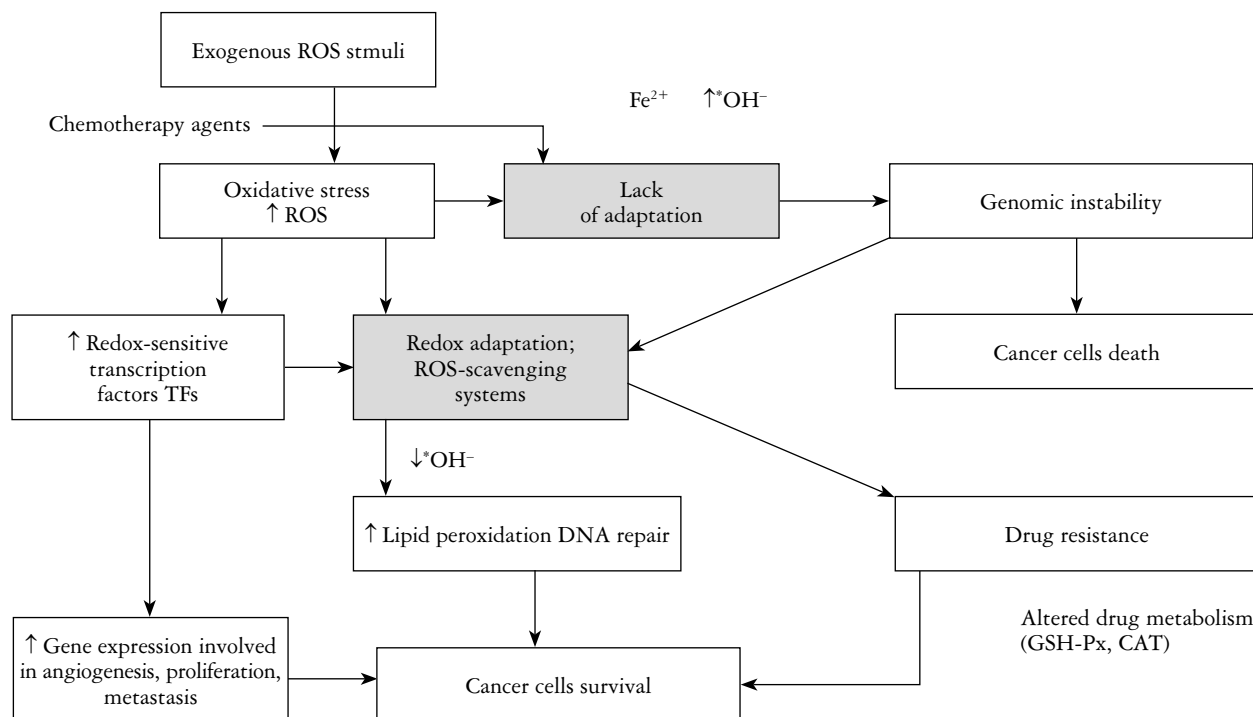 Exogenous ROS stmuli
Fe²⁺ ↑*OH⁻
Chemotherapy agents
Oxidative stress
↑ ROS
Lack
of adaptation
Genomic instability
↑ Redox-sensitive
transcription
factors TFs
Redox adaptation;
ROS-scavenging
systems
Cancer cells death
↓*OH⁻
↑ Lipid peroxidation DNA repair
Drug resistance
Altered drug metabolism
(GSH-Px, CAT)
↑ Gene expression involved
in angiogenesis, proliferation,
metastasis
Cancer cells survival